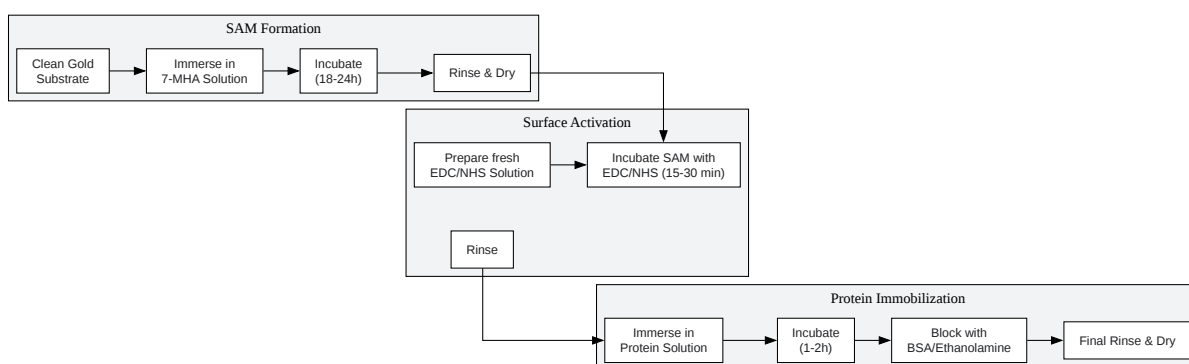 SAM Formation
Clean Gold
Substrate
Immerse in
7-MHA Solution
Incubate
(18-24h)
Rinse & Dry
Surface Activation
Prepare fresh
EDC/NHS Solution
Incubate SAM with
EDC/NHS (15-30 min)
Rinse
Protein Immobilization
Immerse in
Protein Solution
Incubate
(1-2h)
Block with
BSA/Ethanolamine
Final Rinse & Dry